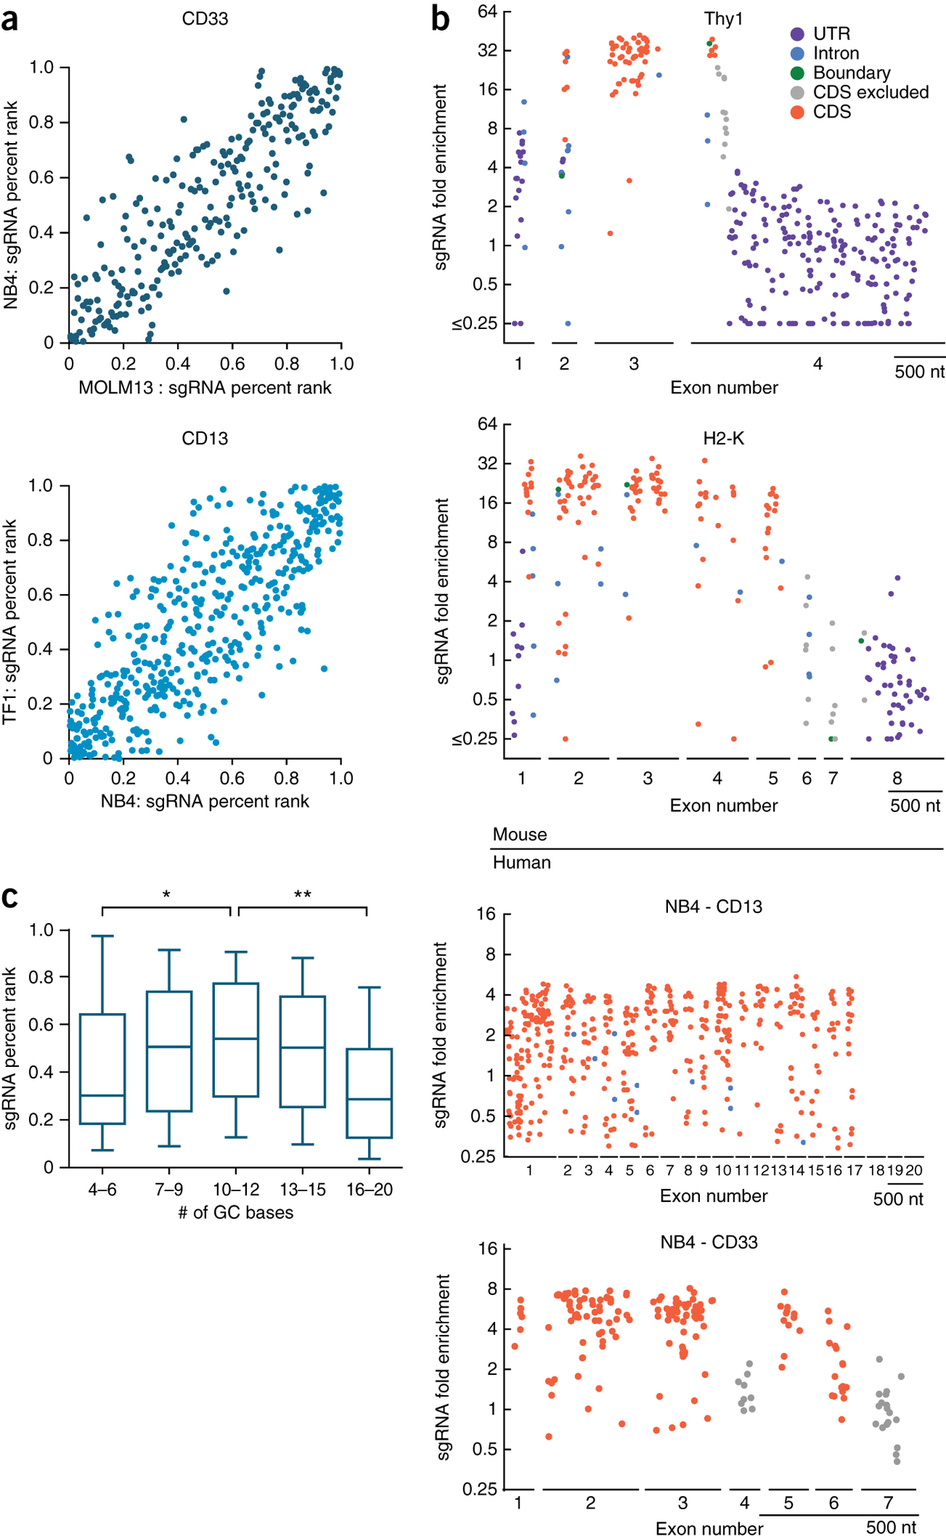 a
CD33
NB4: sgRNA percent rank
1.0
0.8
0.6
0.4
0.2
0
0 0.2 0.4 0.6 0.8 1.0
MOLM13 : sgRNA percent rank
CD13
TF1: sgRNA percent rank
1.0
0.8
0.6
0.4
0.2
0
0 0.2 0.4 0.6 0.8 1.0
NB4: sgRNA percent rank
b
Thy1
UTR
Intron
Boundary
CDS excluded
CDS
sgRNA fold enrichment
64
32
16
8
4
2
1
0.5
≤0.25
1 2 3 4
500 nt
Exon number
H2-K
sgRNA fold enrichment
64
32
16
8
4
2
1
0.5
≤0.25
1 2 3 4 5 6 7 8
Exon number
500 nt
Mouse
Human
NB4 - CD13
sgRNA fold enrichment
16
8
4
2
1
0.5
0.25
1 2 3 4 5 6 7 8 9 10 11 12 13 14 15 16 17 18 19 20
Exon number
500 nt
NB4 - CD33
sgRNA fold enrichment
16
8
4
2
1
0.5
0.25
1 2 3 4 5 6 7
Exon number
500 nt
c
* **
sgRNA percent rank
1.0
0.8
0.6
0.4
0.2
0
4–6 7–9 10–12 13–15 16–20
# of GC bases